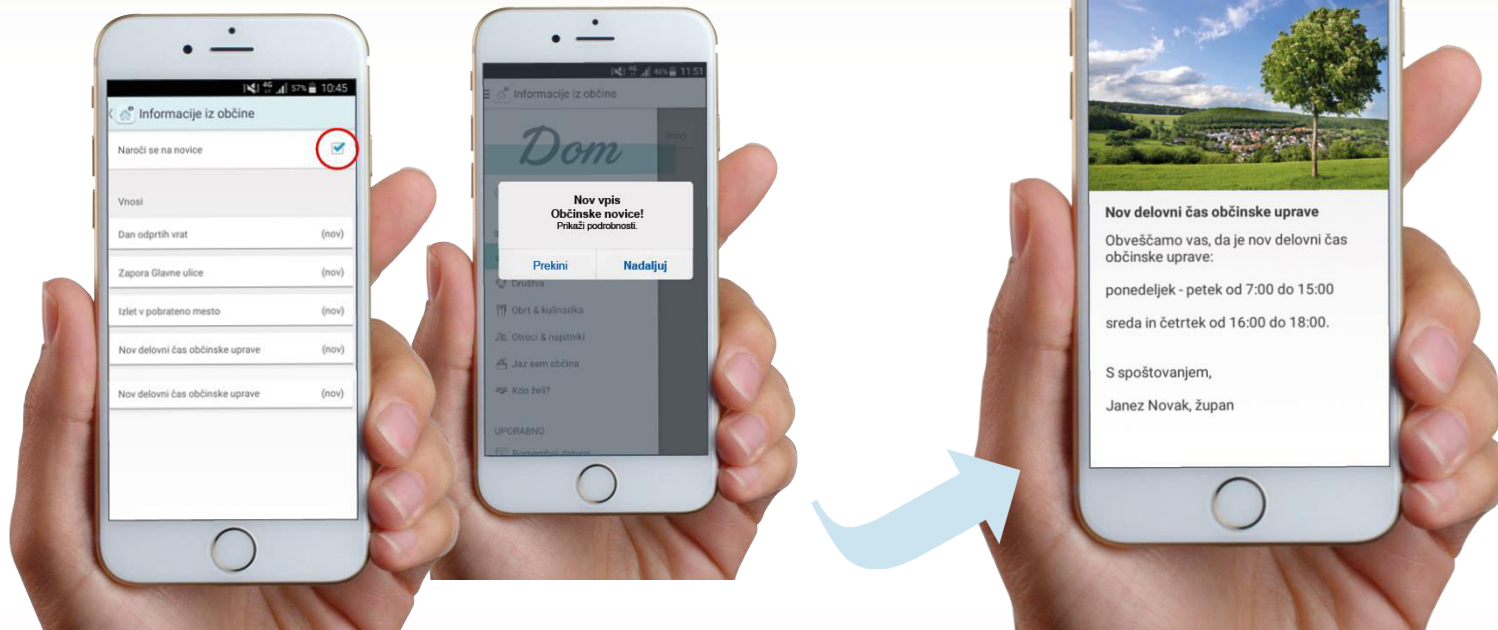 4G 57% 10:45
Informacije iz občine
Naroči se na novice
Vnosi
Dan odprtih vrat (nov)
Zapora Glavne ulice (nov)
Izlet v pobrateno mesto (nov)
Nov delovni čas občinske uprave (nov)
Nov delovni čas občinske uprave (nov)
4G 46% 11:51
Informacije iz občine
Dom
Nov vpis
Občinske novice!
Prikaži podrobnosti.
Prekini Nadaljuj
Društva
Obrt & kulinarika
Otroci & najstniki
Jaz sem občina
Kdo želi?
UPORABNO
Pomembni datumi
Nov delovni čas občinske uprave
Obveščamo vas, da je nov delovni čas
občinske uprave:
ponedeljek - petek od 7:00 do 15:00
sreda in četrtek od 16:00 do 18:00.
S spoštovanjem,
Janez Novak, župan